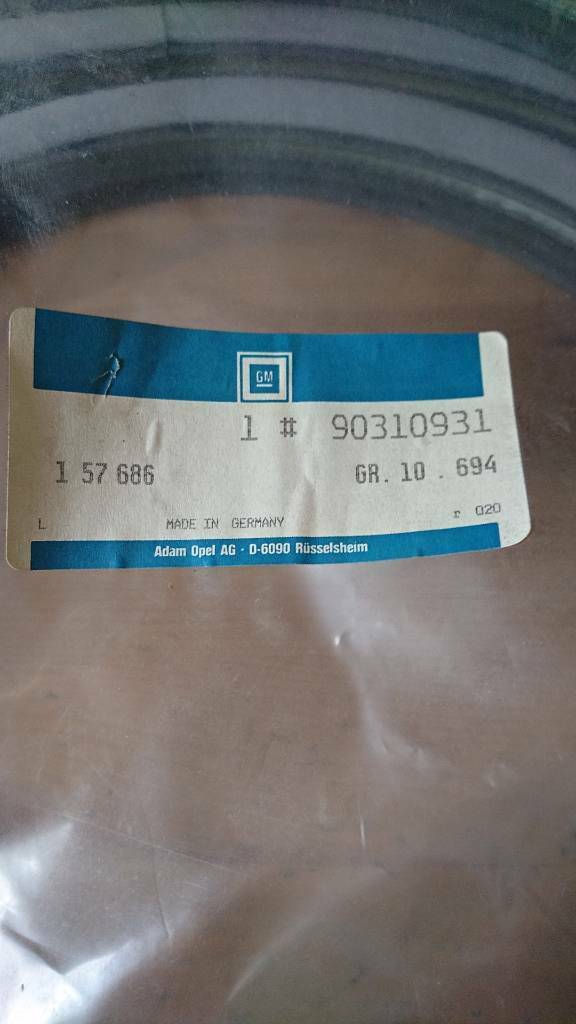 GM
1 # 90310931
1 57 686
GR. 10 . 694
L
MADE IN GERMANY
r 020
Adam Opel AG · D-6090 Rüsselsheim